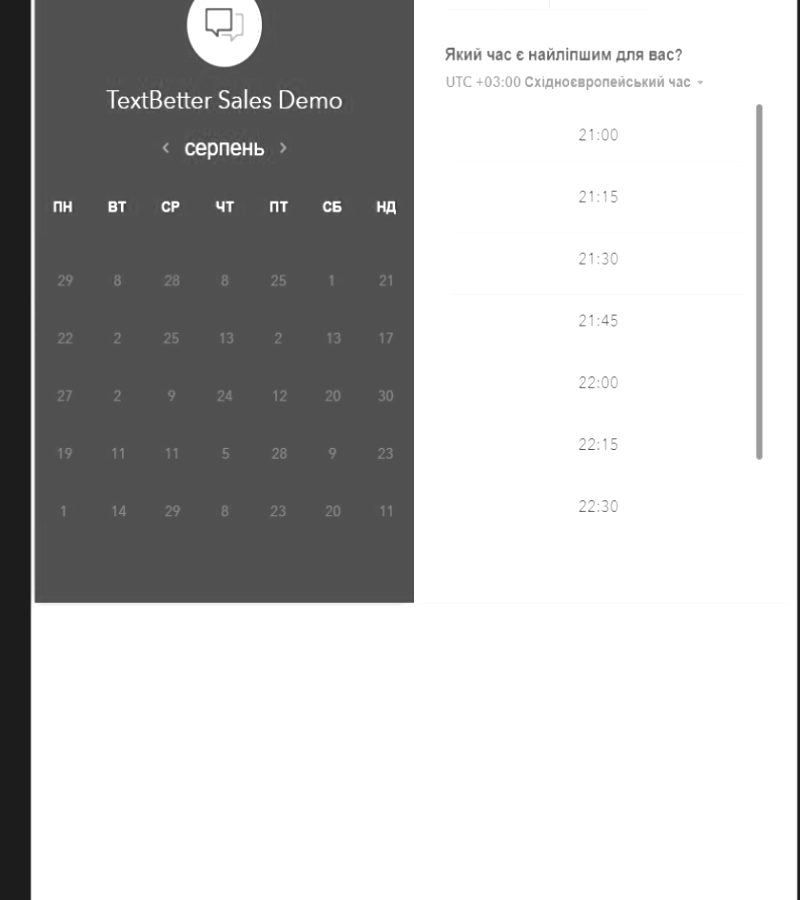 TextBetter Sales Demo
‹ серпень ›
ПН ВТ СР ЧТ ПТ СБ НД
29 8 28 8 25 1 21
22 2 25 13 2 13 17
27 2 9 24 12 20 30
19 11 11 5 28 9 23
1 14 29 8 23 20 11
Який час є найліпшим для вас?
UTC +03:00 Східноєвропейський час
21:00
21:15
21:30
21:45
22:00
22:15
22:30